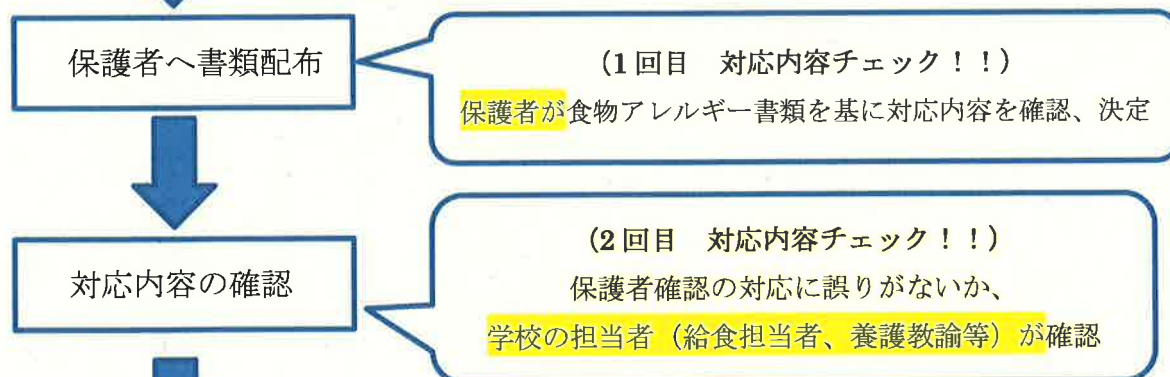 保護者へ書類配布
(1回目　対応内容チェック！！)
保護者が食物アレルギー書類を基に対応内容を確認、決定
対応内容の確認
(2回目　対応内容チェック！！)
保護者確認の対応に誤りがないか、
学校の担当者（給食担当者、養護教諭等）が確認